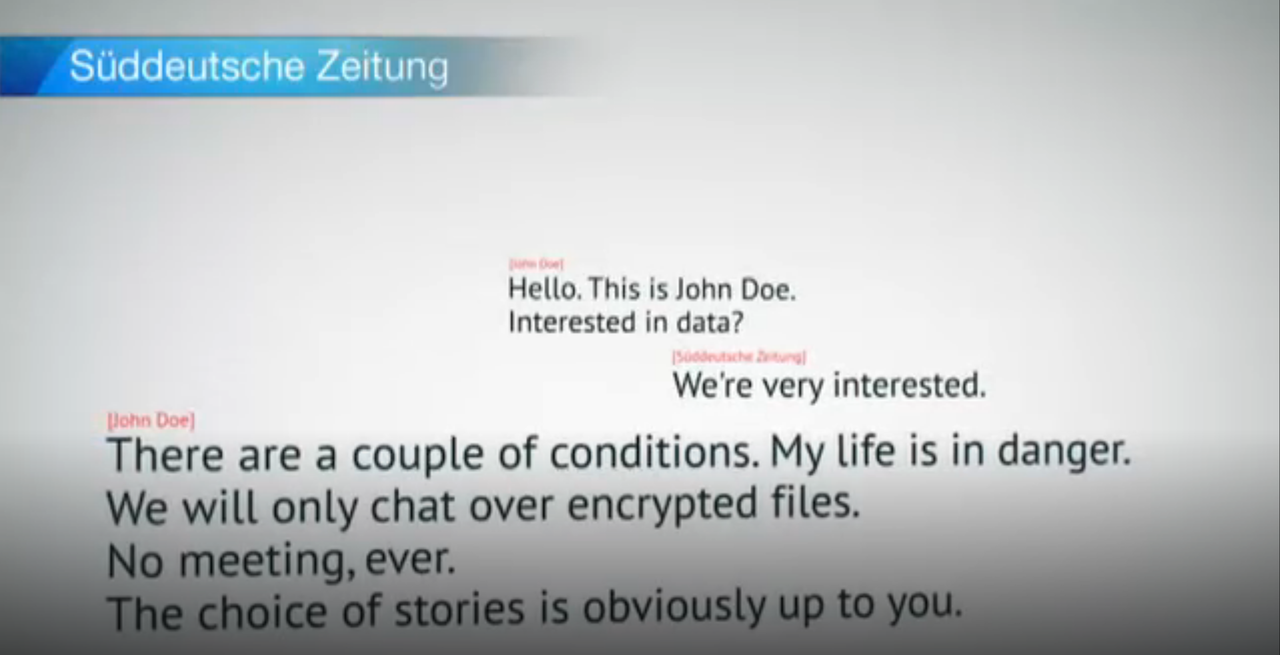 Süddeutsche Zeitung
[John Doe]
Hello. This is John Doe.
Interested in data?
[Süddeutsche Zeitung]
We're very interested.
[John Doe]
There are a couple of conditions. My life is in danger.
We will only chat over encrypted files.
No meeting, ever.
The choice of stories is obviously up to you.